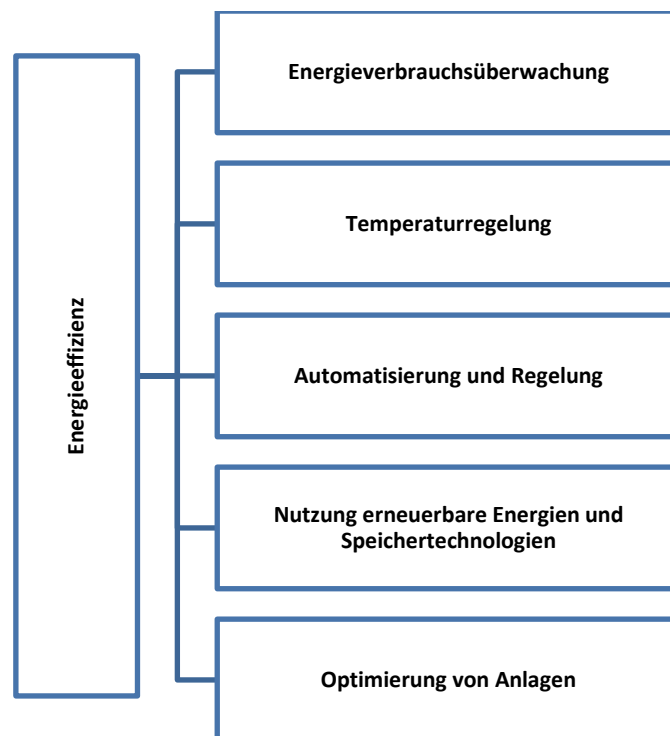 Energieeffizienz
Energieverbrauchsüberwachung
Temperaturregelung
Automatisierung und Regelung
Nutzung erneuerbare Energien und
Speichertechnologien
Optimierung von Anlagen